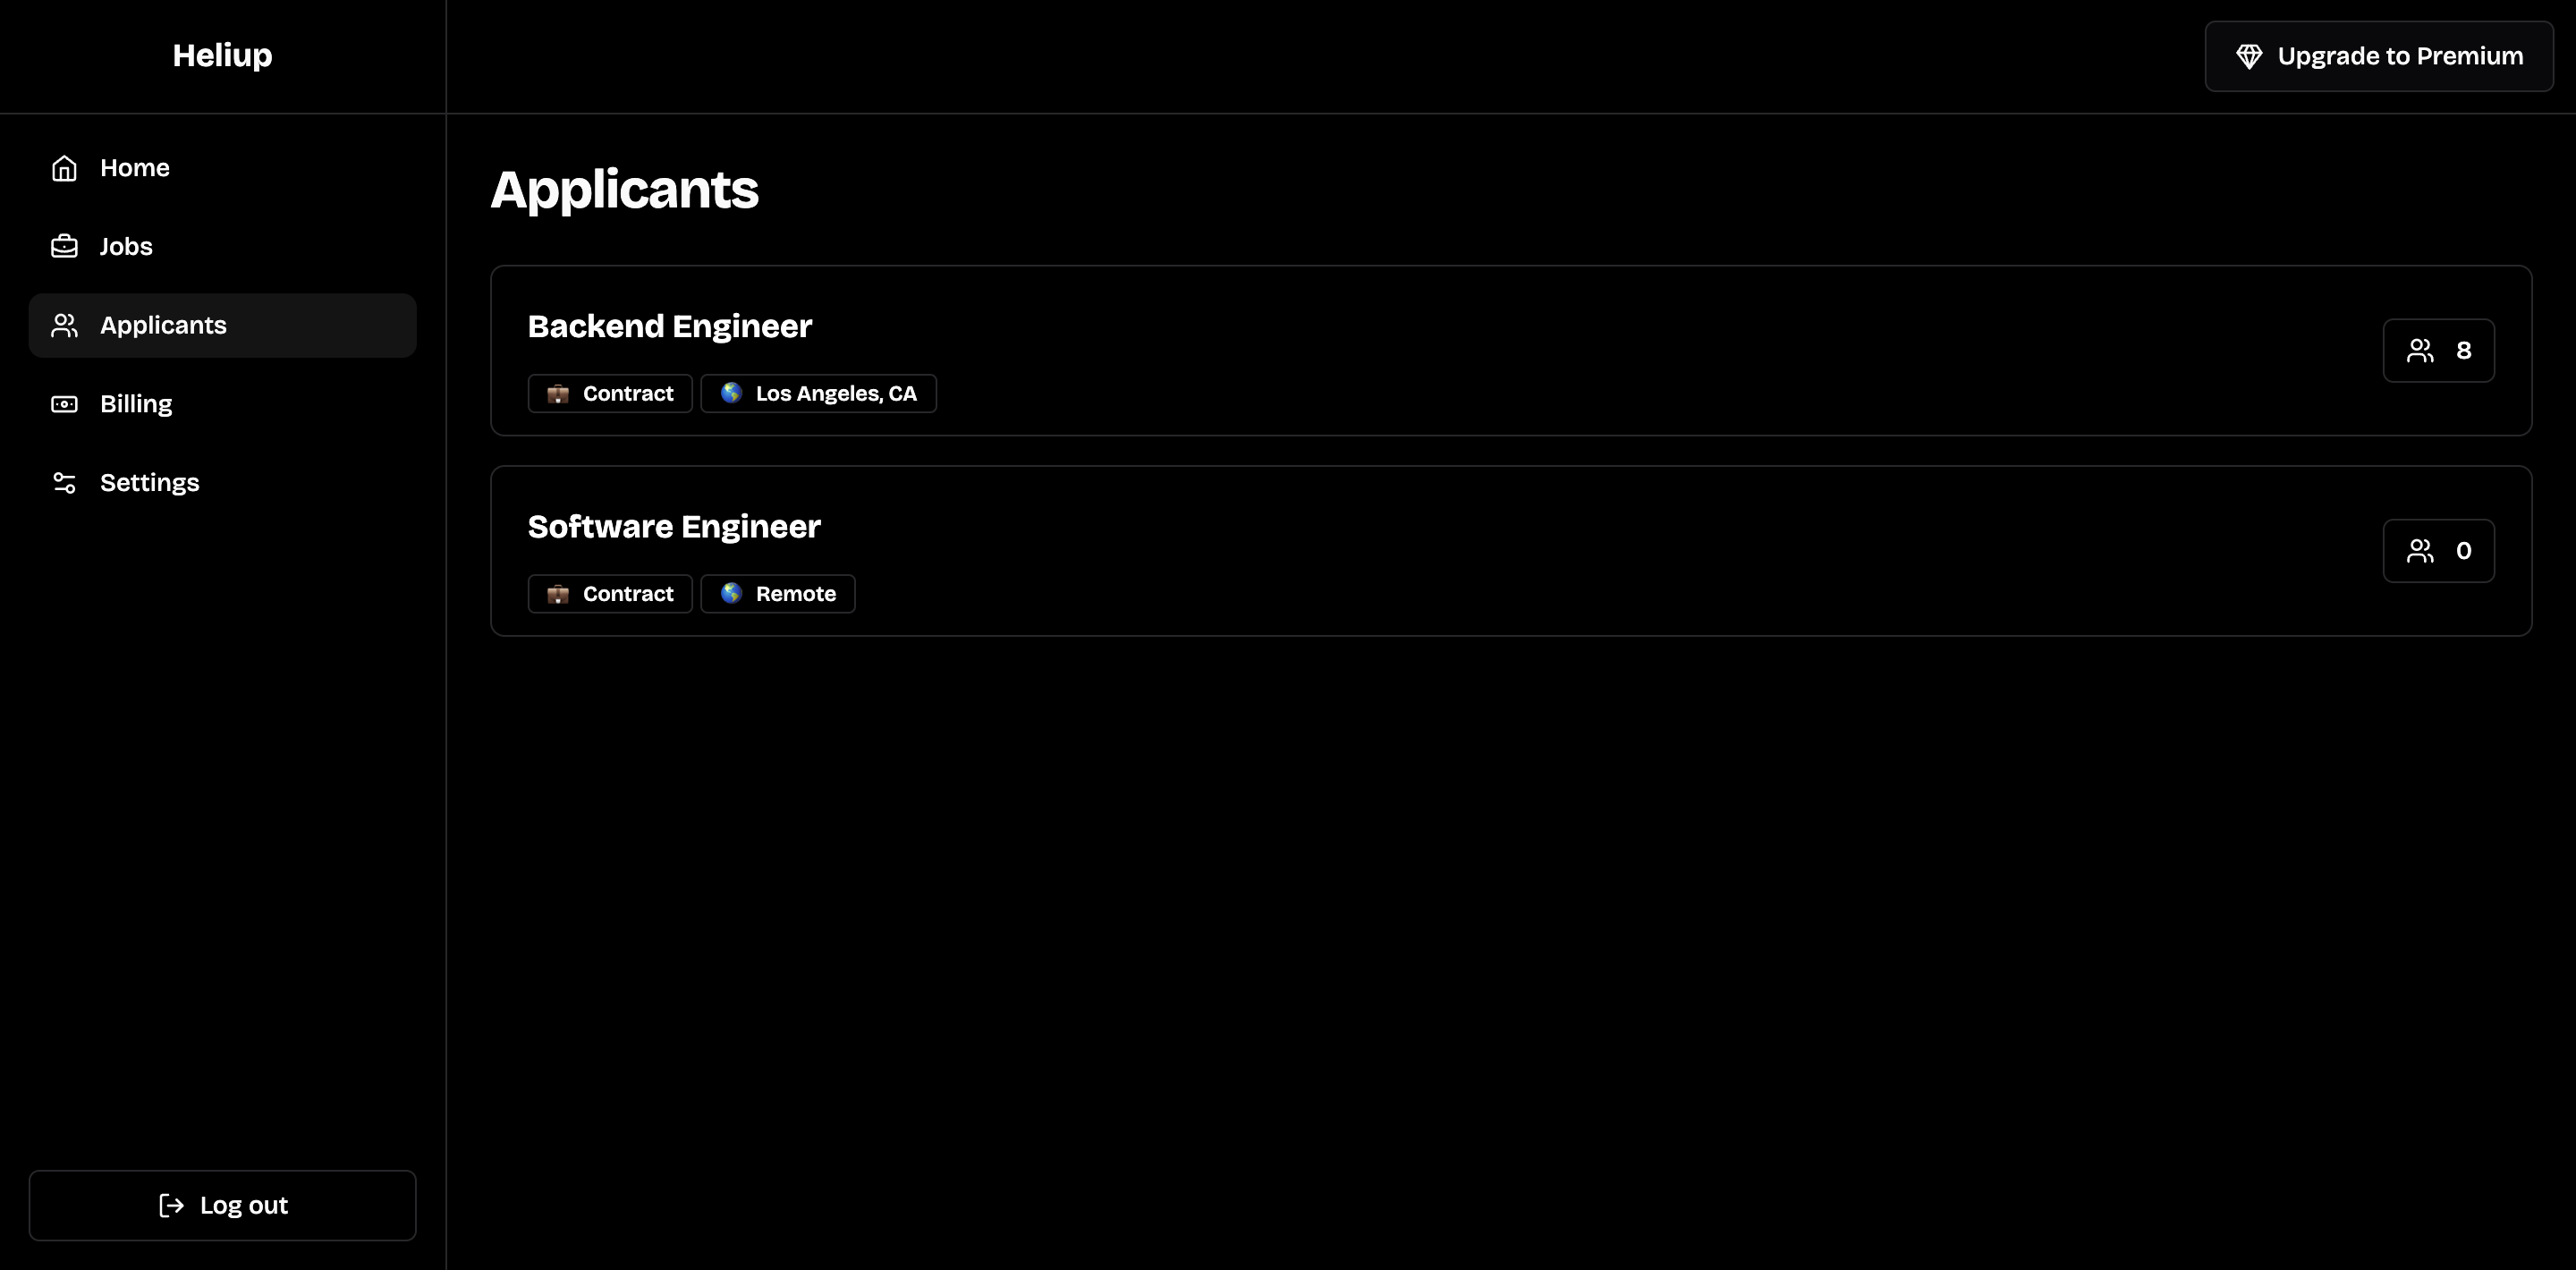 Heliup
Upgrade to Premium
Home
Jobs
Applicants
Billing
Settings
Log out
Applicants
Backend Engineer
Contract
Los Angeles, CA
8
Software Engineer
Contract
Remote
0